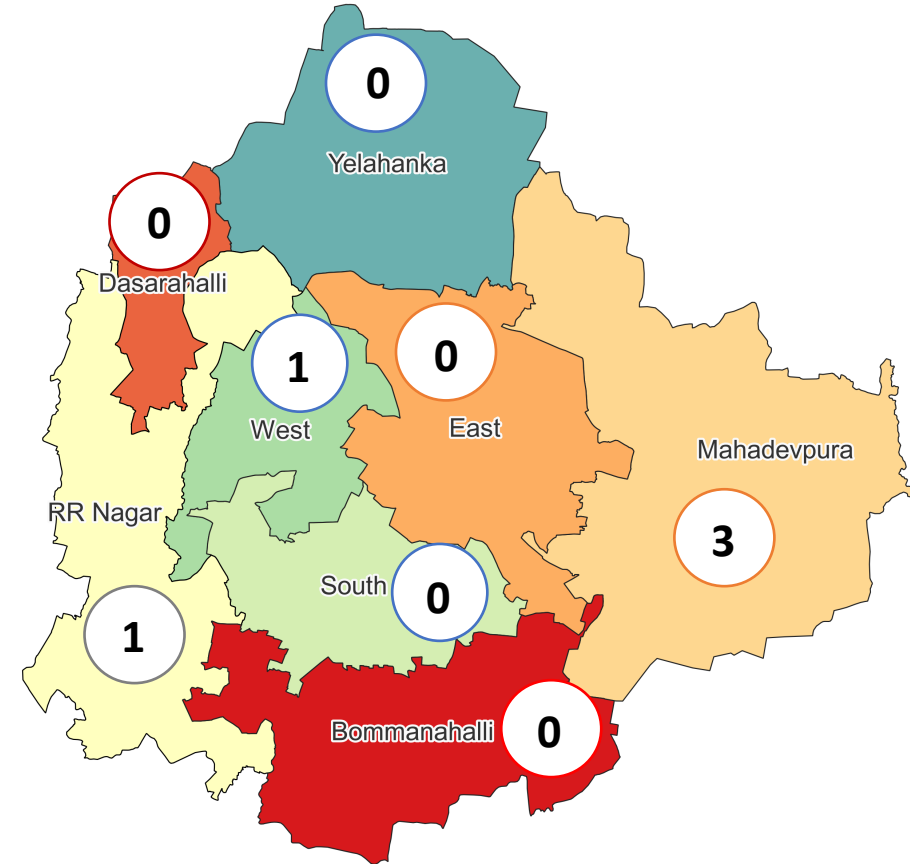 0
Yelahanka
0
Dasarahalli
1
West
0
East
Mahadevpura
3
RR Nagar
1
South
0
Bommanahalli
0